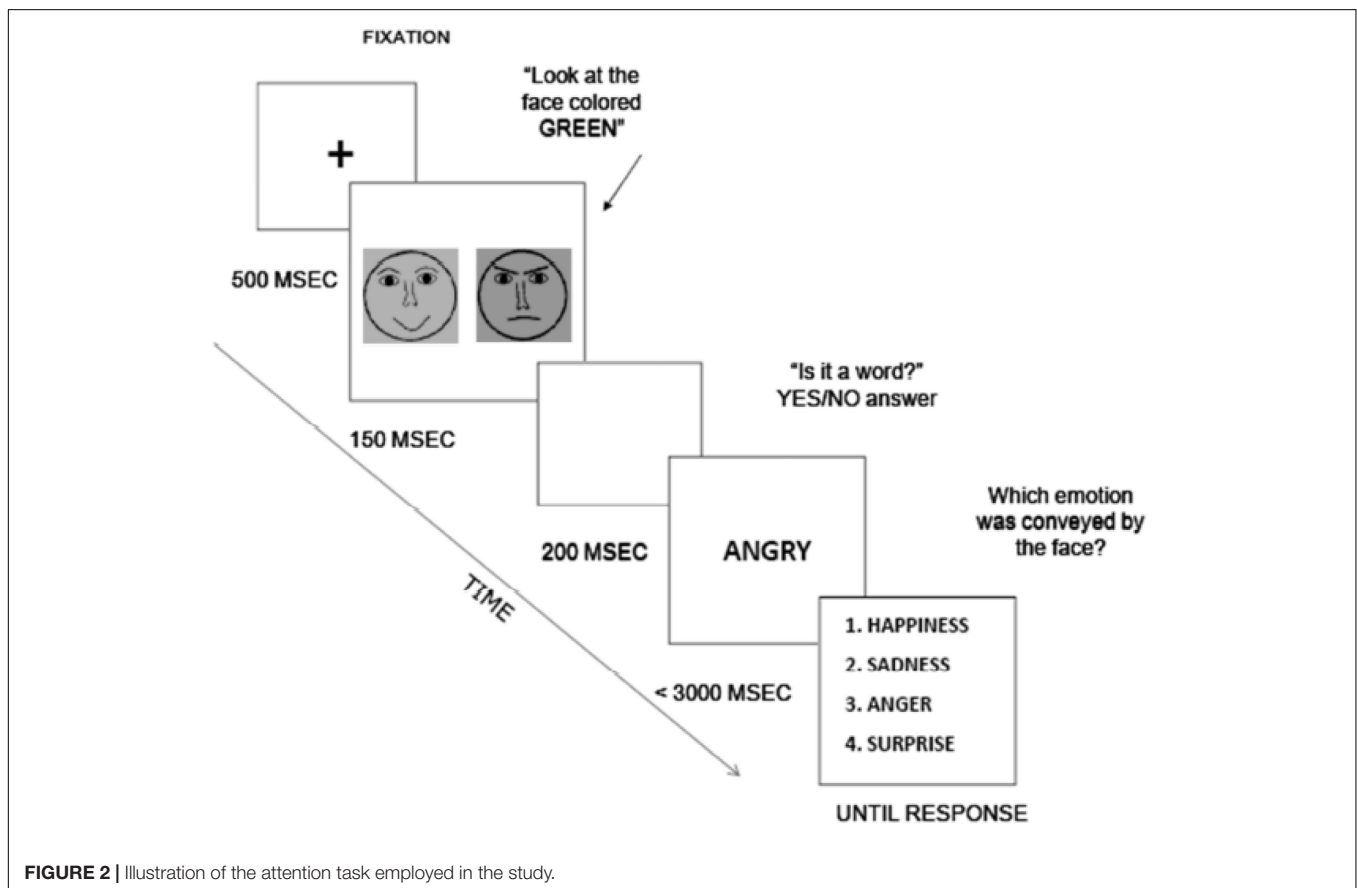 FIXATION
"Look at the
face colored
GREEN"
+
500 MSEC
150 MSEC
"Is it a word?"
YES/NO answer
200 MSEC
ANGRY
Which emotion
was conveyed by
the face?
TIME
< 3000 MSEC
1. HAPPINESS
2. SADNESS
3. ANGER
4. SURPRISE
UNTIL RESPONSE
FIGURE 2 | Illustration of the attention task employed in the study.